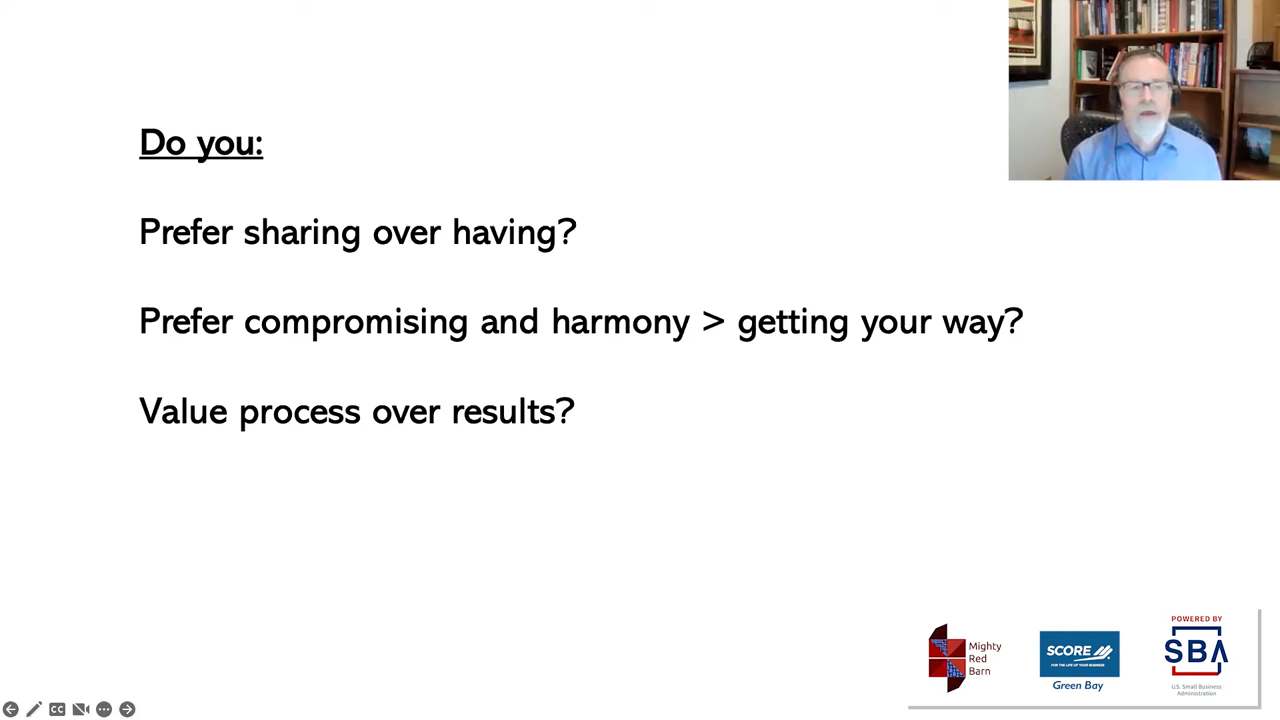 Do you:
Prefer sharing over having?
Prefer compromising and harmony > getting your way?
Value process over results?
Mighty
Red
Barn
SCORE
FOR THE LIFE OF YOUR BUSINESS
Green Bay
POWERED BY
SBA
U.S. Small Business
Administration
CC